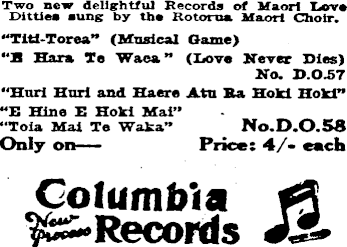 Two new delightful Records of Maori Love
Ditties sung by the Rotorua Maori Choir.
"Titi-Torea" (Musical Game)
"E Hara Te Waea" (Love Never Dies)
No. D.O.57
"Huri Huri and Haere Atu Ra Hoki Hoki"
"E Hine E Hoki Mai"
"Toia Mai Te Waka" No.D.O.58
Only on— Price: 4/- each
Columbia
New Process Records